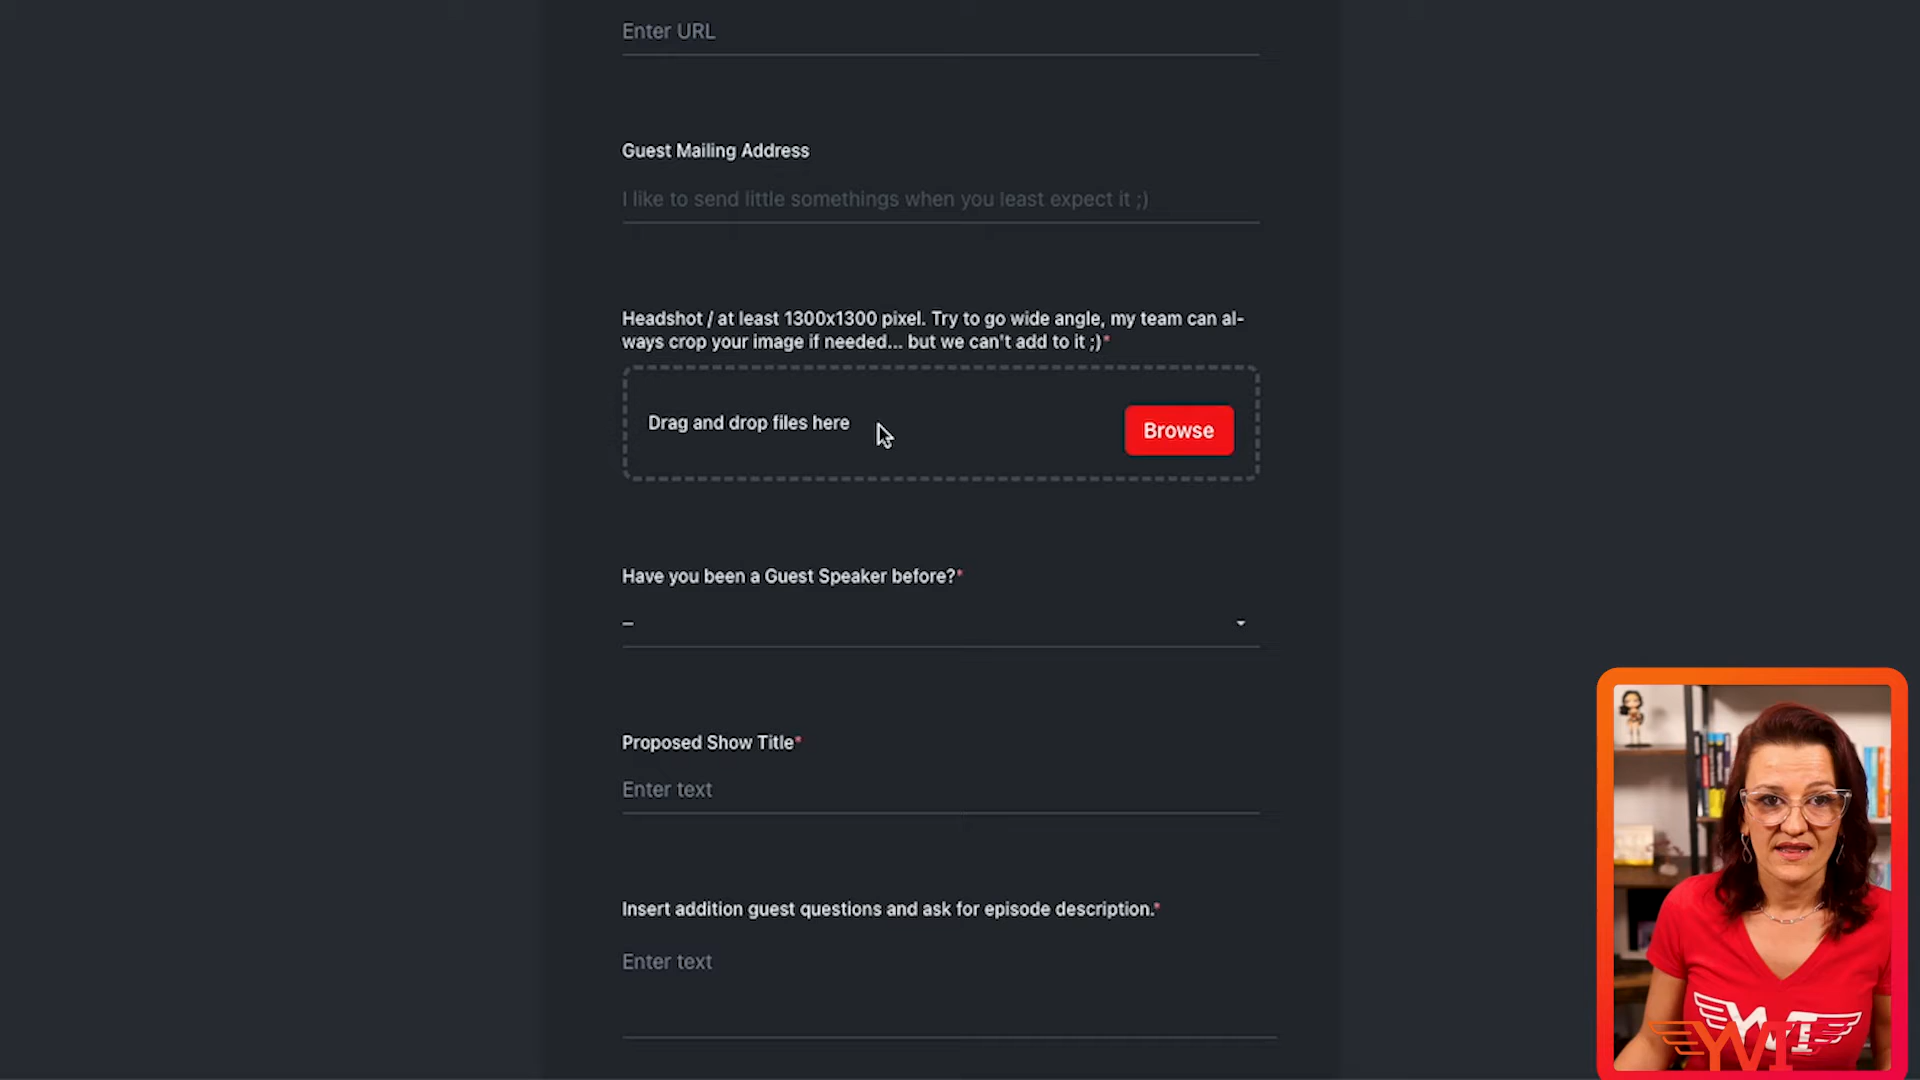 Enter URL
Guest Mailing Address
I like to send little somethings when you least expect it ;)
Headshot / at least 1300x1300 pixel. Try to go wide angle, my team can al-
ways crop your image if needed... but we can't add to it ;)*
Drag and drop files here
Browse
Have you been a Guest Speaker before?*
–
Proposed Show Title*
Enter text
Insert addition guest questions and ask for episode description.*
Enter text
YVI
YVI